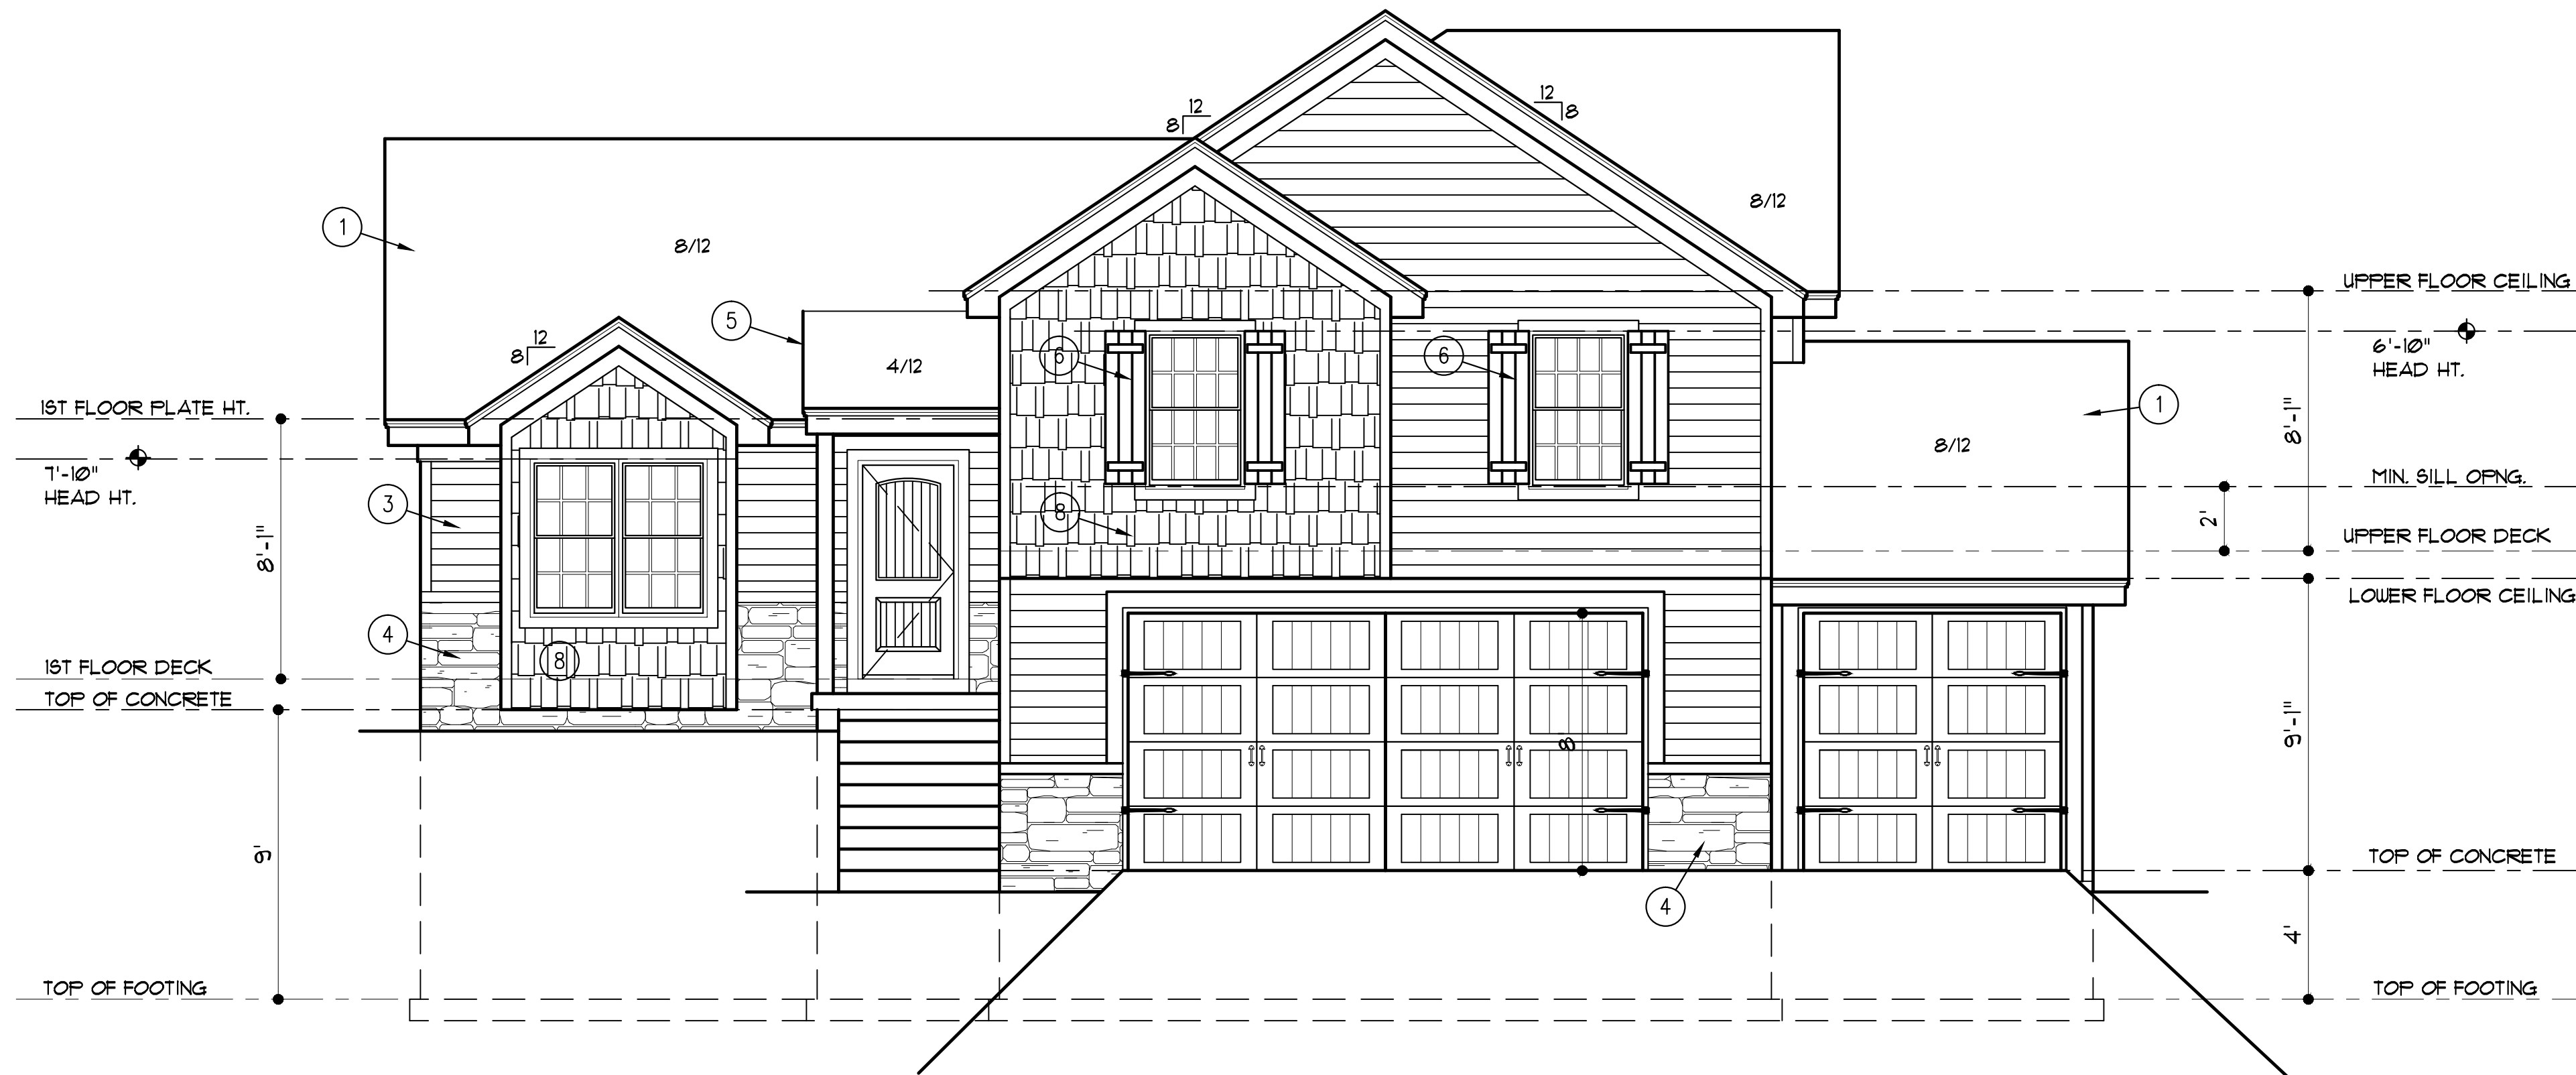 12
8
12
8
8/12
1
8/12
UPPER FLOOR CEILING
5
12
8
4/12
6
6
6'-10"
HEAD HT.
1
1ST FLOOR PLATE HT.
8'-1"
8/12
7'-10"
HEAD HT.
MIN. SILL OPNG.
3
8
2'
8'-1"
UPPER FLOOR DECK
LOWER FLOOR CEILING
4
8
1ST FLOOR DECK
TOP OF CONCRETE
9'-1"
8'
9'
TOP OF CONCRETE
4
4'
TOP OF FOOTING
TOP OF FOOTING